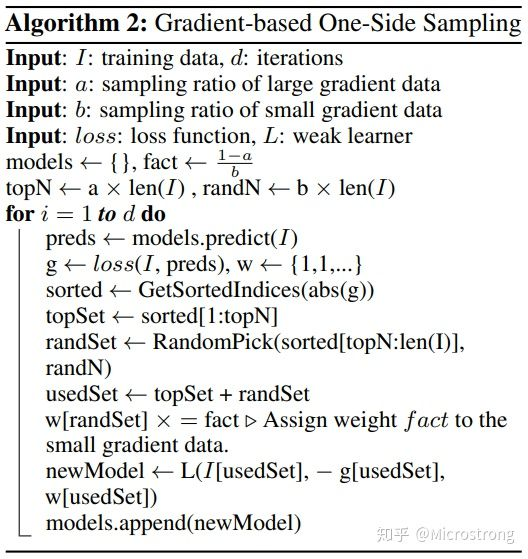 Algorithm 2: Gradient-based One-Side Sampling
Input: I: training data, d: iterations
Input: a: sampling ratio of large gradient data
Input: b: sampling ratio of small gradient data
Input: loss: loss function, L: weak learner
models ← {}, fact ← (1−a)/b
topN ← a × len(I) , randN ← b × len(I)
for i = 1 to d do
preds ← models.predict(I)
g ← loss(I, preds), w ← {1,1,...}
sorted ← GetSortedIndices(abs(g))
topSet ← sorted[1:topN]
randSet ← RandomPick(sorted[topN:len(I)],
randN)
usedSet ← topSet + randSet
w[randSet] × = fact ▷ Assign weight fact to the
small gradient data.
newModel ← L(I[usedSet], − g[usedSet],
w[usedSet])
models.append(newModel)
知乎 @Microstrong